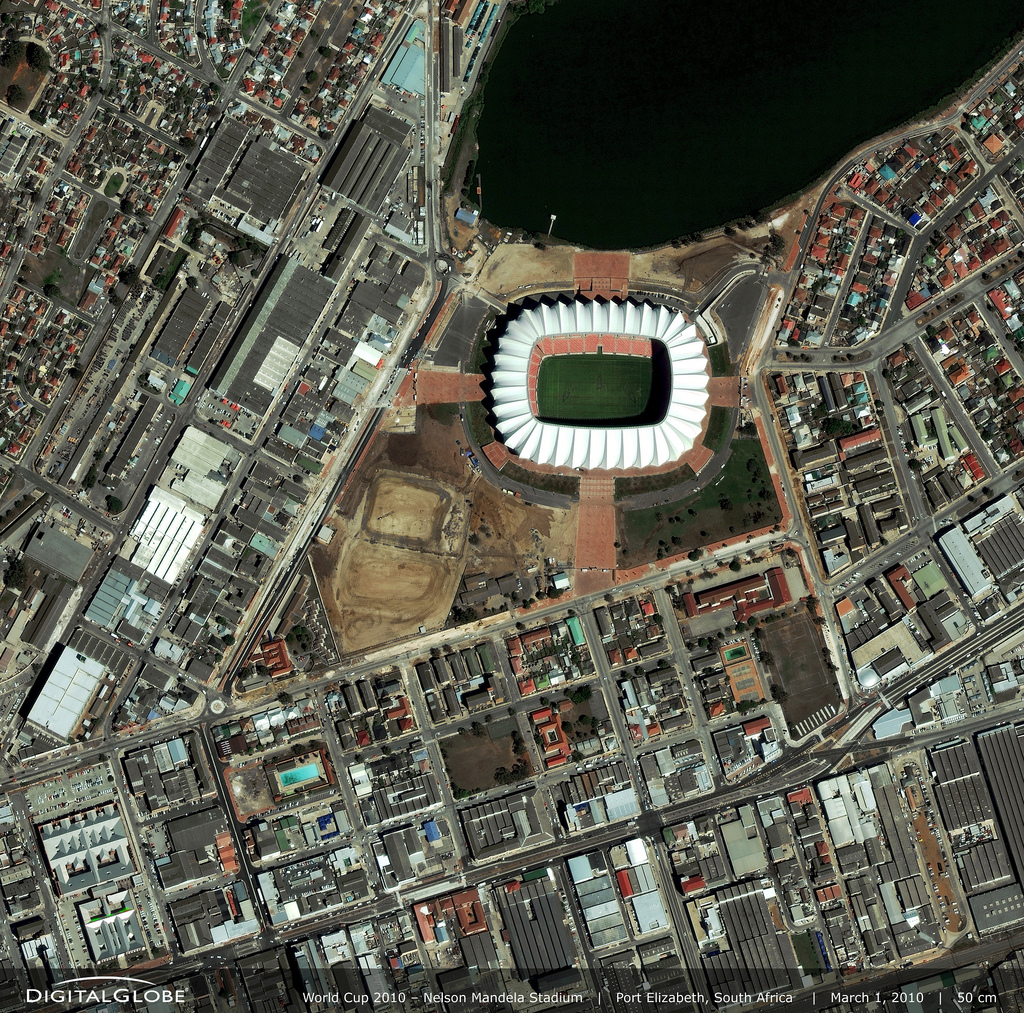 DIGITALGLOBE
World Cup 2010 – Nelson Mandela Stadium | Port Elizabeth, South Africa | March 1, 2010 | 50 cm